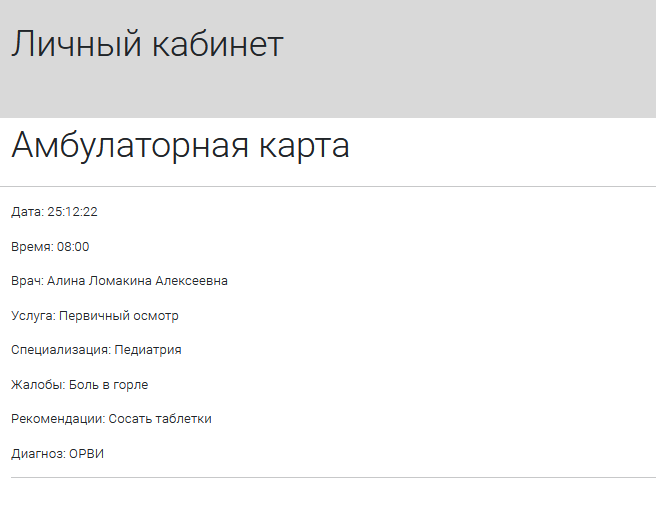 Личный кабинет
Амбулаторная карта
Дата: 25:12:22
Время: 08:00
Врач: Алина Ломакина Алексеевна
Услуга: Первичный осмотр
Специализация: Педиатрия
Жалобы: Боль в горле
Рекомендации: Сосать таблетки
Диагноз: ОРВИ